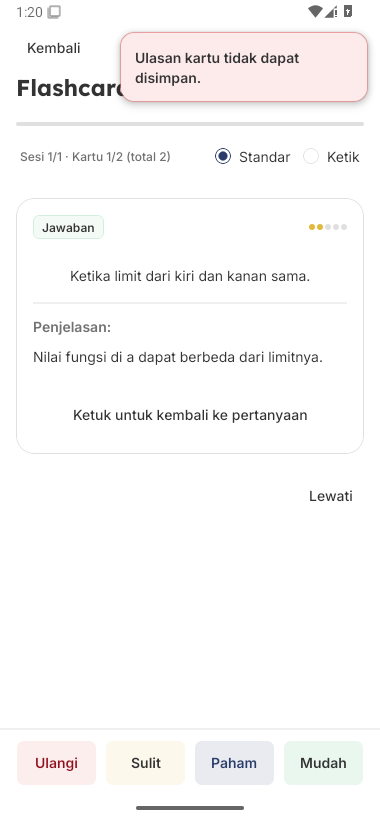 1:20
Kembali
Ulasan kartu tidak dapat
disimpan.
Flashcard
Sesi 1/1 · Kartu 1/2 (total 2)
Standar
Ketik
Jawaban
Ketika limit dari kiri dan kanan sama.
Penjelasan:
Nilai fungsi di a dapat berbeda dari limitnya.
Ketuk untuk kembali ke pertanyaan
Lewati
Ulangi
Sulit
Paham
Mudah